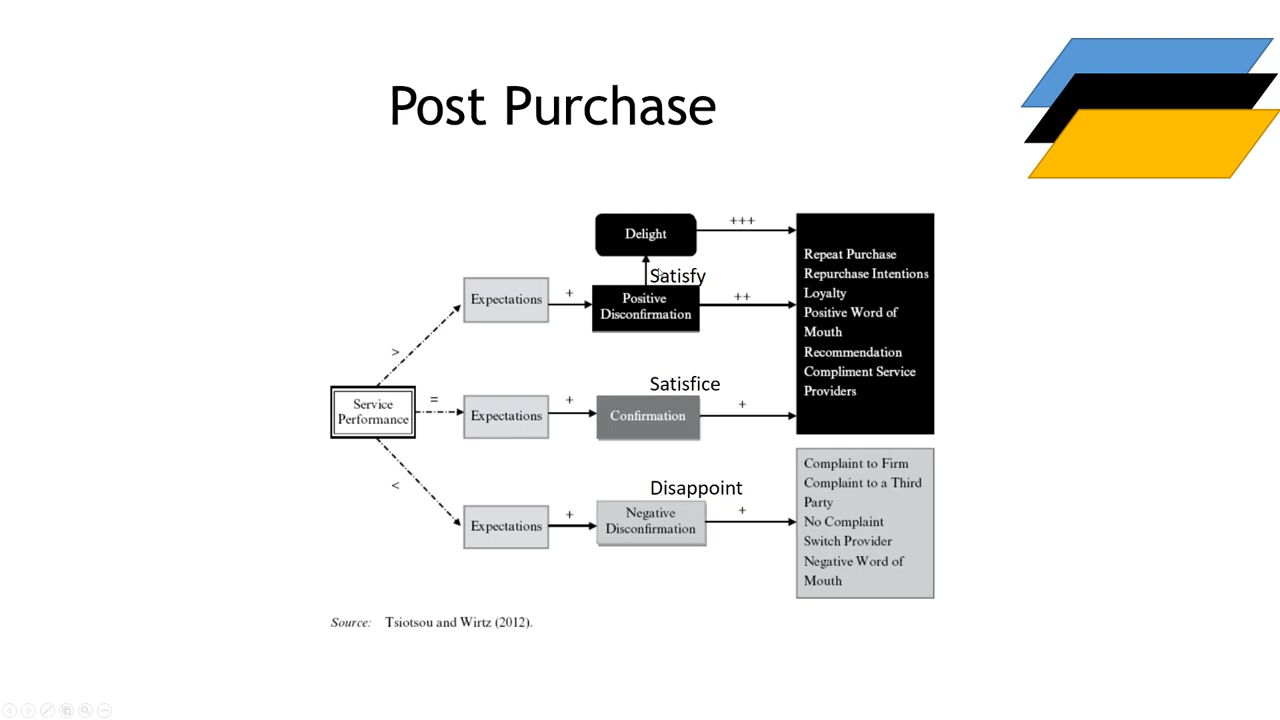 Post Purchase
Delight
+++
Satisfy
Expectations
+
Positive
Disconfirmation
++
Repeat Purchase
Repurchase Intentions
Loyalty
Positive Word of
Mouth
Recommendation
Compliment Service
Providers
>
Satisfice
Service
Performance
=
Expectations
+
Confirmation
+
<
Disappoint
Expectations
+
Negative
Disconfirmation
+
Complaint to Firm
Complaint to a Third
Party
No Complaint
Switch Provider
Negative Word of
Mouth
Source: Tsiotsou and Wirtz (2012).